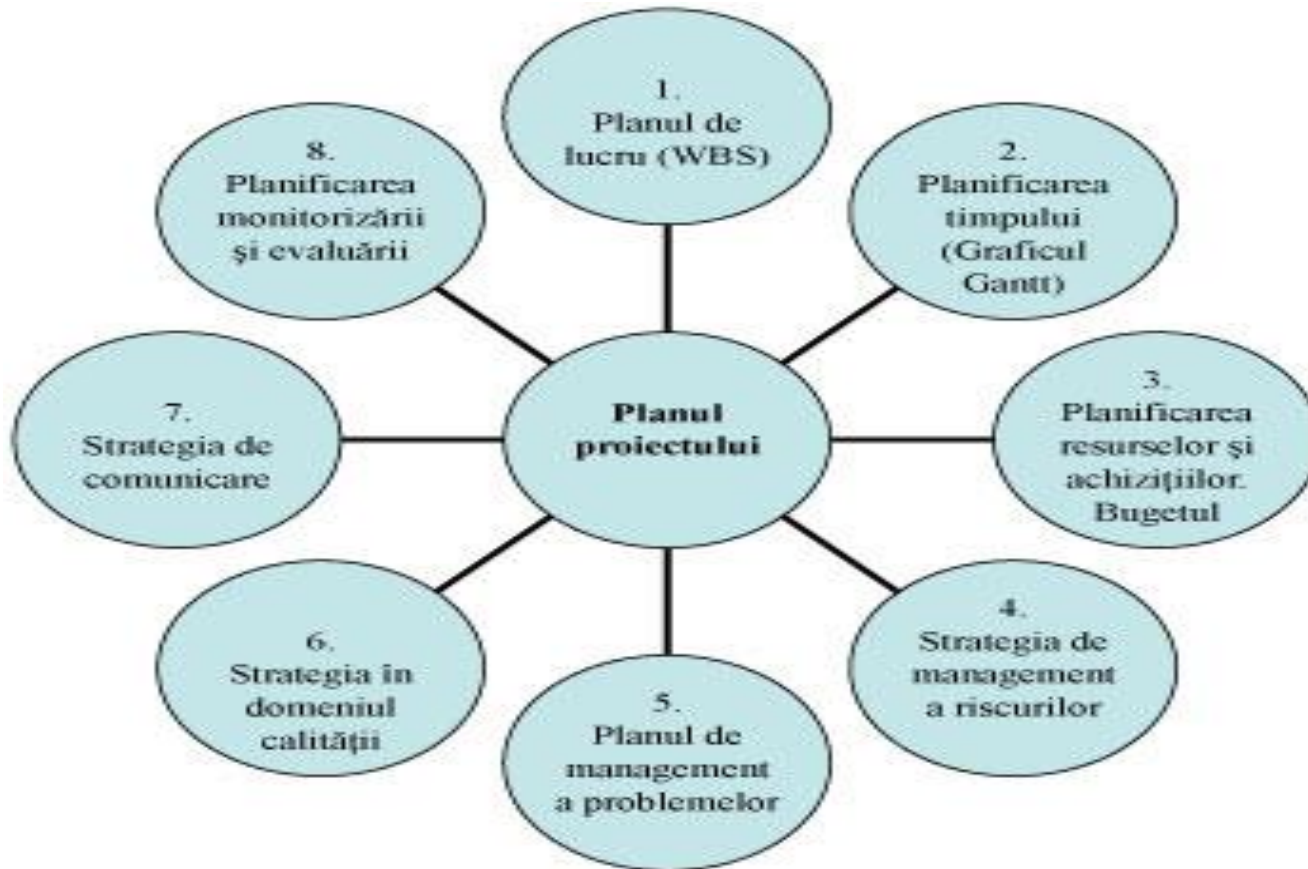 1.
Planul de
lucru (WBS)
2.
Planificarea
timpului
(Graficul
Gantt)
3.
Planificarea
resurselor şi
achiziţiilor.
Bugetul
4.
Strategia de
management
a riscurilor
5.
Planul de
management
a problemelor
6.
Strategia în
domeniul
calităţii
7.
Strategia de
comunicare
8.
Planificarea
monitorizării
şi evaluării
Planul
proiectului